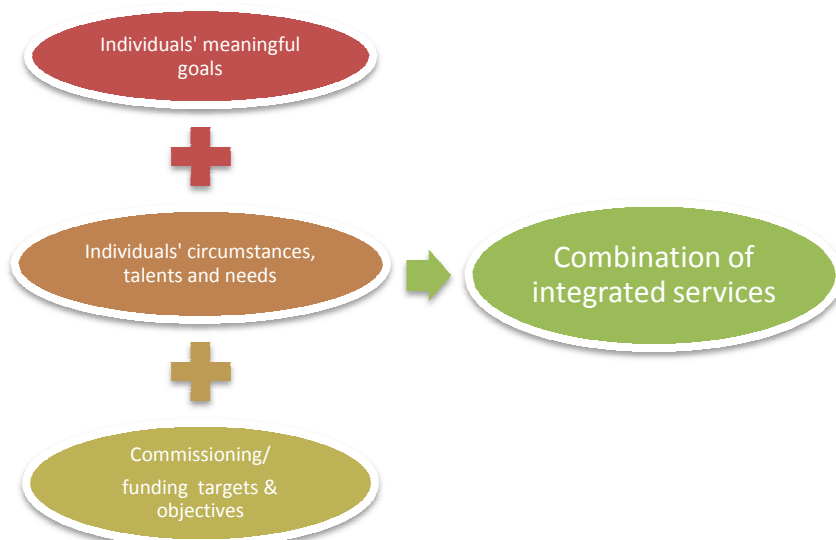 Individuals' meaningful
goals
Individuals' circumstances,
talents and needs
Combination of
integrated services
Commissioning/
funding targets &
objectives